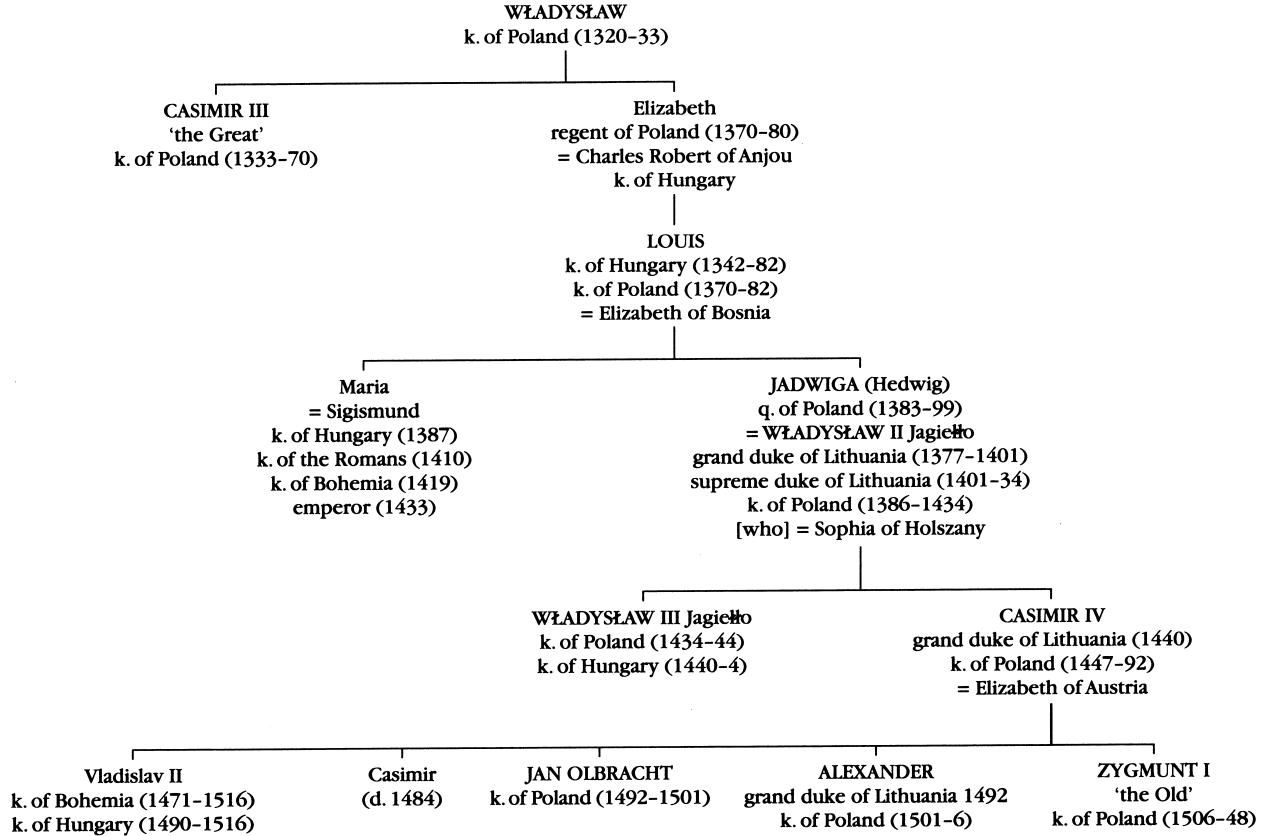 WŁADYSŁAW
k. of Poland (1320–33)
CASIMIR III
‘the Great’
k. of Poland (1333–70)
Elizabeth
regent of Poland (1370–80)
= Charles Robert of Anjou
k. of Hungary
LOUIS
k. of Hungary (1342–82)
k. of Poland (1370–82)
= Elizabeth of Bosnia
Maria
= Sigismund
k. of Hungary (1387)
k. of the Romans (1410)
k. of Bohemia (1419)
emperor (1433)
JADWIGA (Hedwig)
q. of Poland (1383–99)
= WŁADYSŁAW II Jagiełło
grand duke of Lithuania (1377–1401)
supreme duke of Lithuania (1401–34)
k. of Poland (1386–1434)
[who] = Sophia of Holszany
WŁADYSŁAW III Jagiełło
k. of Poland (1434–44)
k. of Hungary (1440–4)
CASIMIR IV
grand duke of Lithuania (1440)
k. of Poland (1447–92)
= Elizabeth of Austria
Vladislav II
k. of Bohemia (1471–1516)
k. of Hungary (1490–1516)
Casimir
(d. 1484)
JAN OLBRACHT
k. of Poland (1492–1501)
ALEXANDER
grand duke of Lithuania 1492
k. of Poland (1501–6)
ZYGMUNT I
‘the Old’
k. of Poland (1506–48)